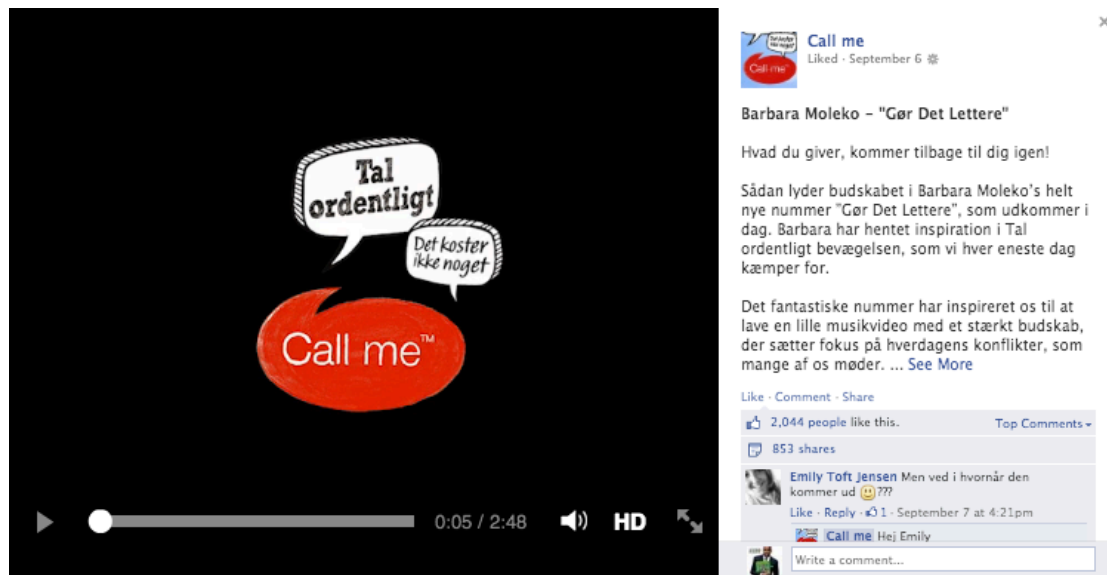 Tal
ordentligt
Det koster
ikke noget
Call me™
0:05 / 2:48
HD
Det koster
ikke noget
Call me™
Call me
Liked · September 6
Barbara Moleko – "Gør Det Lettere"
Hvad du giver, kommer tilbage til dig igen!
Sådan lyder budskabet i Barbara Moleko's helt
nye nummer "Gør Det Lettere", som udkommer i
dag. Barbara har hentet inspiration i Tal
ordentligt bevægelsen, som vi hver eneste dag
kæmper for.
Det fantastiske nummer har inspireret os til at
lave en lille musikvideo med et stærkt budskab,
der sætter fokus på hverdagens konflikter, som
mange af os møder. ... See More
Like · Comment · Share
2,044 people like this.
Top Comments
853 shares
Emily Toft Jensen Men ved i hvornår den
kommer ud 🙂???
Like · Reply · 1 · September 7 at 4:21pm
Call me Hej Emily
Write a comment...